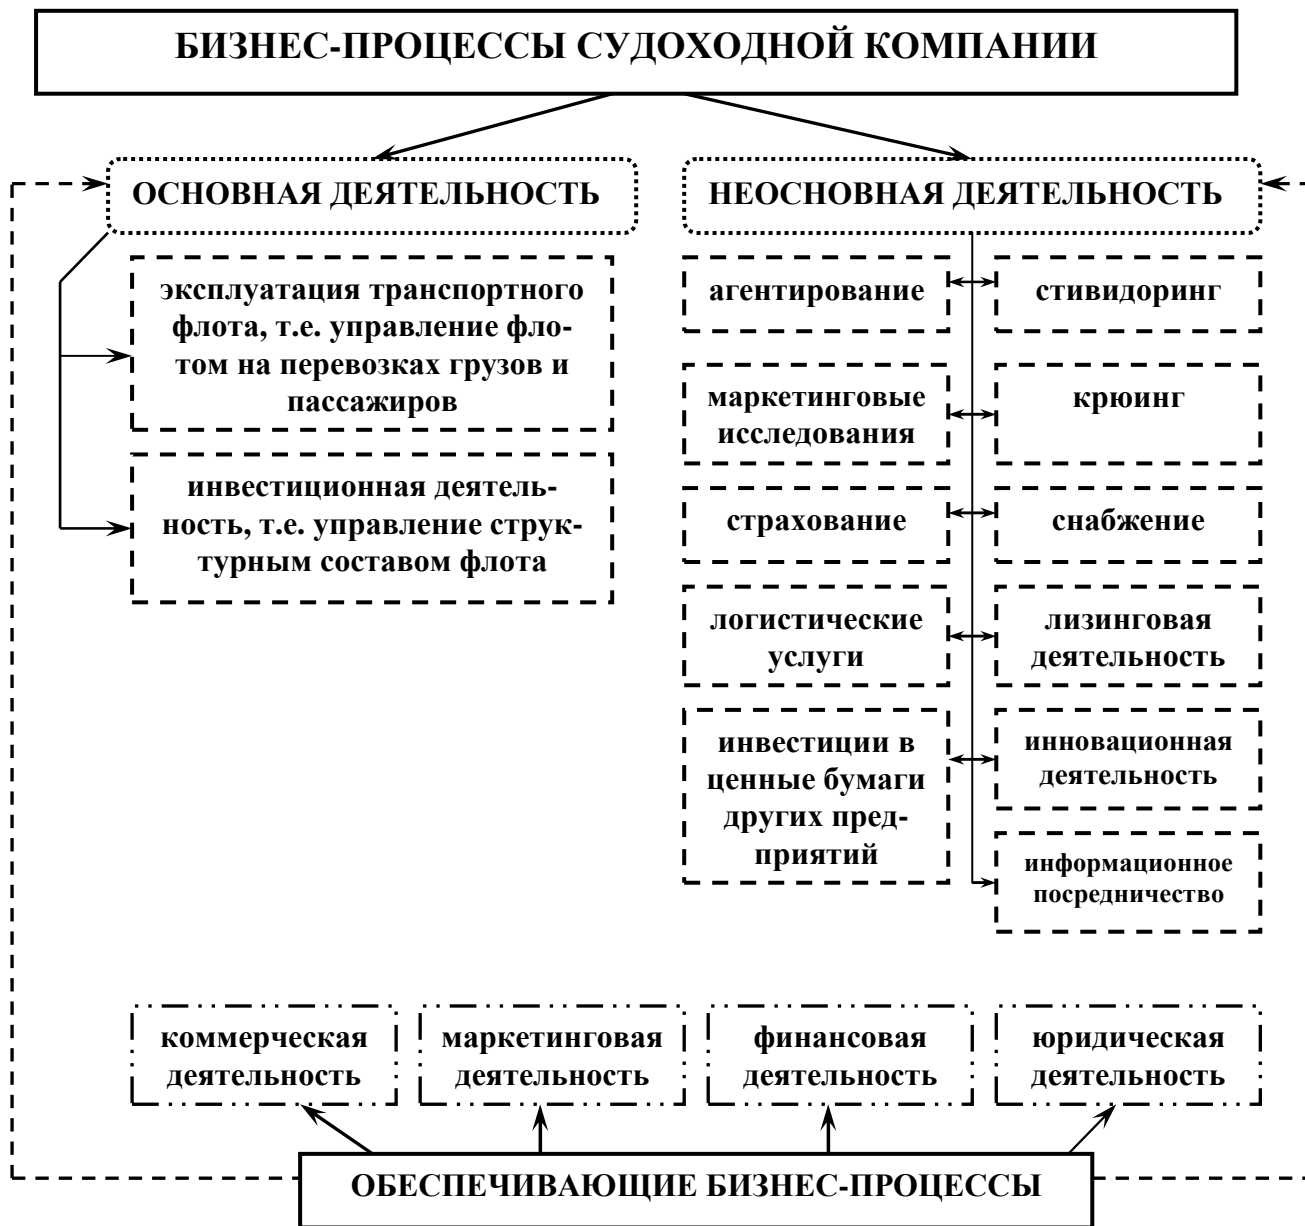 БИЗНЕС-ПРОЦЕССЫ СУДОХОДНОЙ КОМПАНИИ
ОСНОВНАЯ ДЕЯТЕЛЬНОСТЬ
НЕОСНОВНАЯ ДЕЯТЕЛЬНОСТЬ
эксплуатация транспортного
флота, т.е. управление фло-
том на перевозках грузов и
пассажиров
инвестиционная деятель-
ность, т.е. управление струк-
турным составом флота
агентирование
стивидоринг
маркетинговые
исследования
крюинг
страхование
снабжение
логистические
услуги
лизинговая
деятельность
инвестиции в
ценные бумаги
других пред-
приятий
инновационная
деятельность
информационное
посредничество
коммерческая
деятельность
маркетинговая
деятельность
финансовая
деятельность
юридическая
деятельность
ОБЕСПЕЧИВАЮЩИЕ БИЗНЕС-ПРОЦЕССЫ